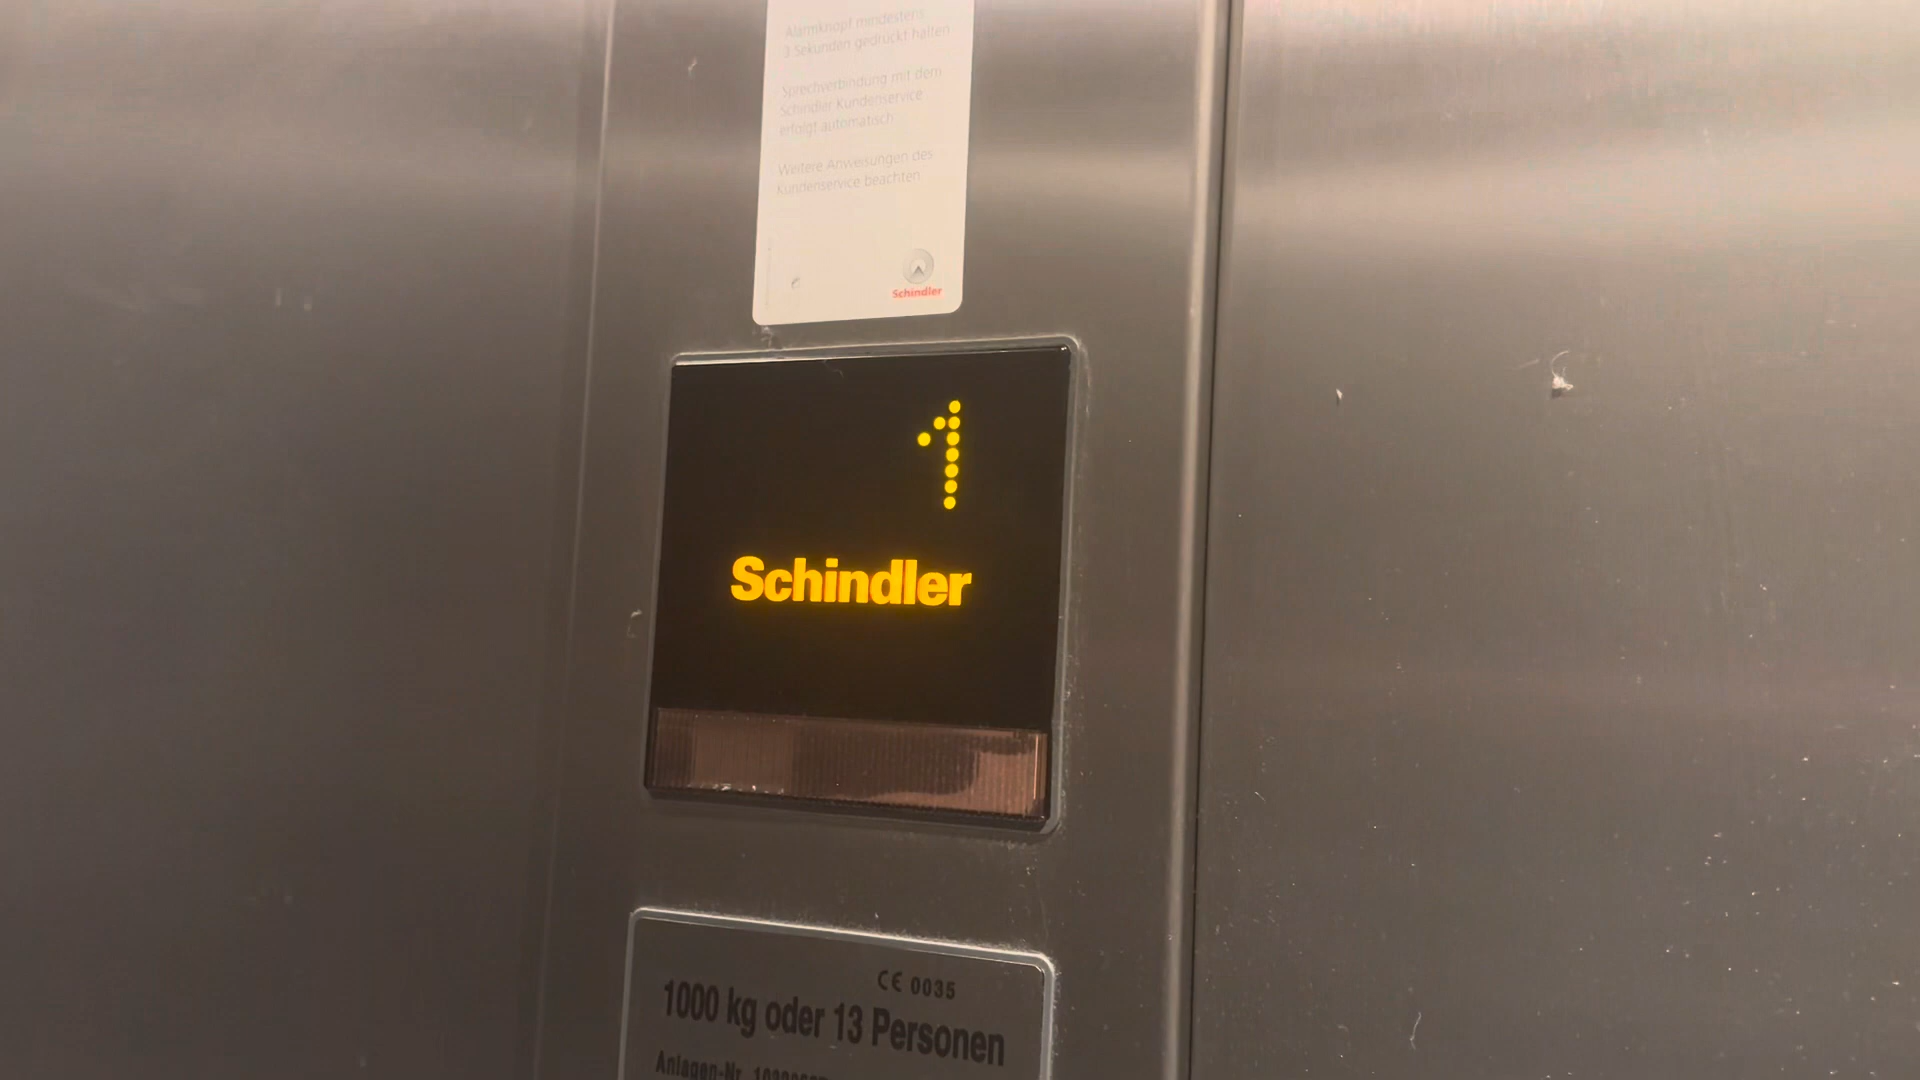 Alarmknopf mindestens
3 Sekunden gedrückt halten
Sprechverbindung mit dem
Schindler Kundenservice
erfolgt automatisch
Weitere Anweisungen des
Kundenservice beachten
Schindler
1
Schindler
CE 0035
1000 kg oder 13 Personen
Anlagen-Nr.